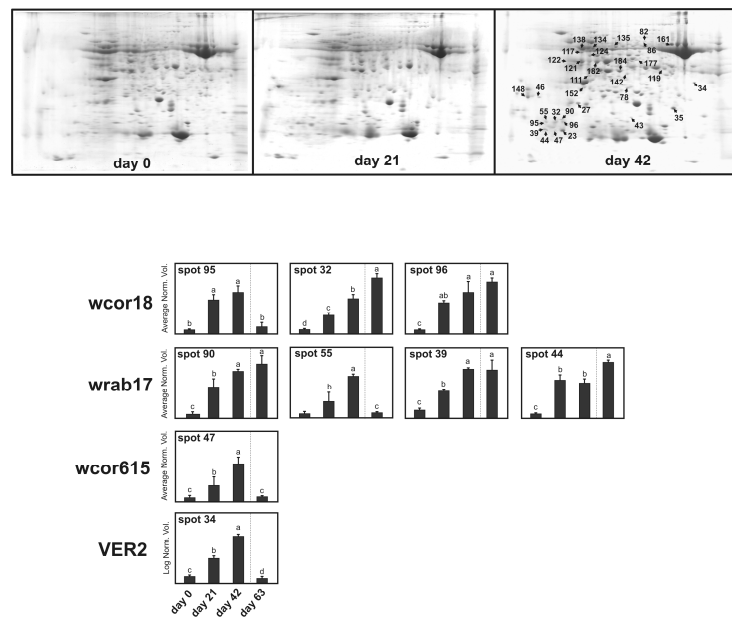 82
138 134 135 161
117 124 86
122 121 182 184 177
111 142 119
34
148 46 152 78
55 32 90 27 35
95 96 43
39 23
44 47
day 0 day 21 day 42
wcor18
Average Norm. Vol.
spot 95 spot 32 spot 96
b a a b
d c b a
c ab a a
wrab17
Average Norm. Vol.
spot 90 spot 55 spot 39 spot 44
c b a a
h a c
c b a a
c b b a
wcor615
Average Norm. Vol.
spot 47
c b a c
VER2
Log Norm. Vol.
spot 34
c b a d
day 0 day 21 day 42 day 63